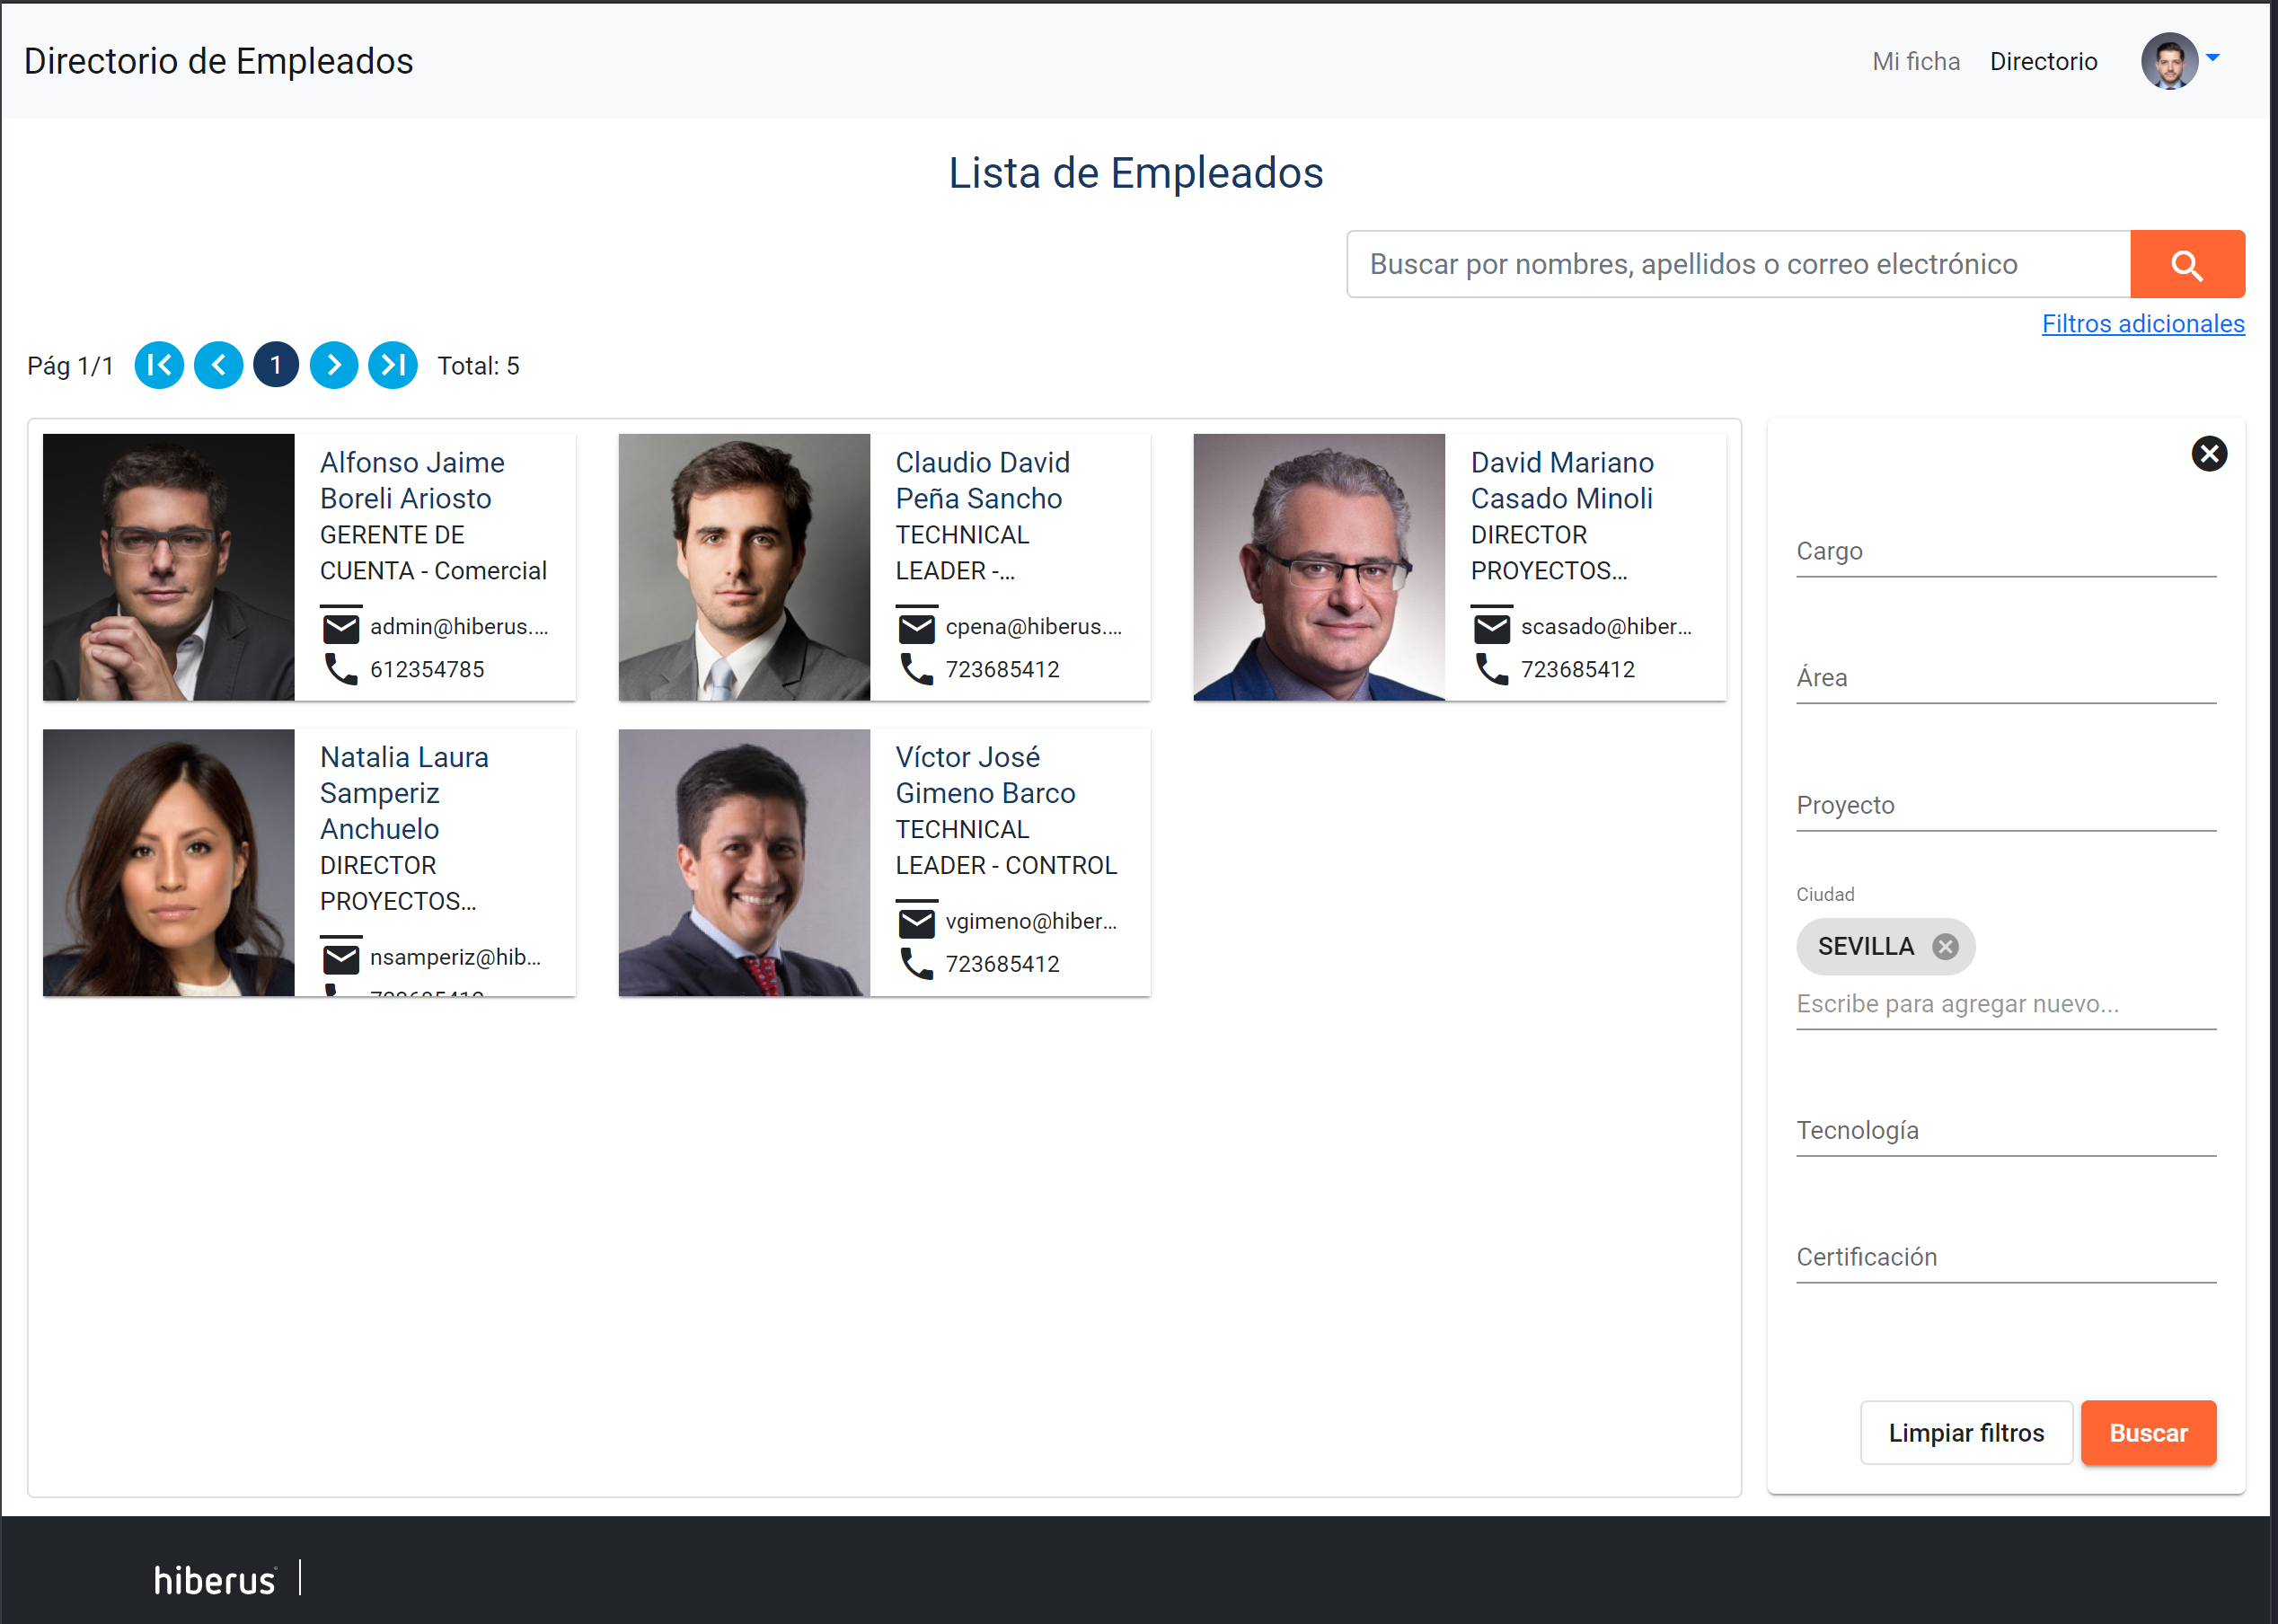 Directorio de Empleados
Mi ficha
Directorio
Lista de Empleados
Buscar por nombres, apellidos o correo electrónico
Filtros adicionales
Pág 1/1
1
Total: 5
Alfonso Jaime
Boreli Ariosto
GERENTE DE
CUENTA - Comercial
admin@hiberus....
612354785
Claudio David
Peña Sancho
TECHNICAL
LEADER -...
cpena@hiberus....
723685412
David Mariano
Casado Minoli
DIRECTOR
PROYECTOS...
scasado@hiber...
723685412
Natalia Laura
Samperiz
Anchuelo
DIRECTOR
PROYECTOS...
nsamperiz@hib...
Víctor José
Gimeno Barco
TECHNICAL
LEADER - CONTROL
vgimeno@hiber...
723685412
Cargo
Área
Proyecto
Ciudad
SEVILLA
Escribe para agregar nuevo...
Tecnología
Certificación
Limpiar filtros
Buscar
hiberus